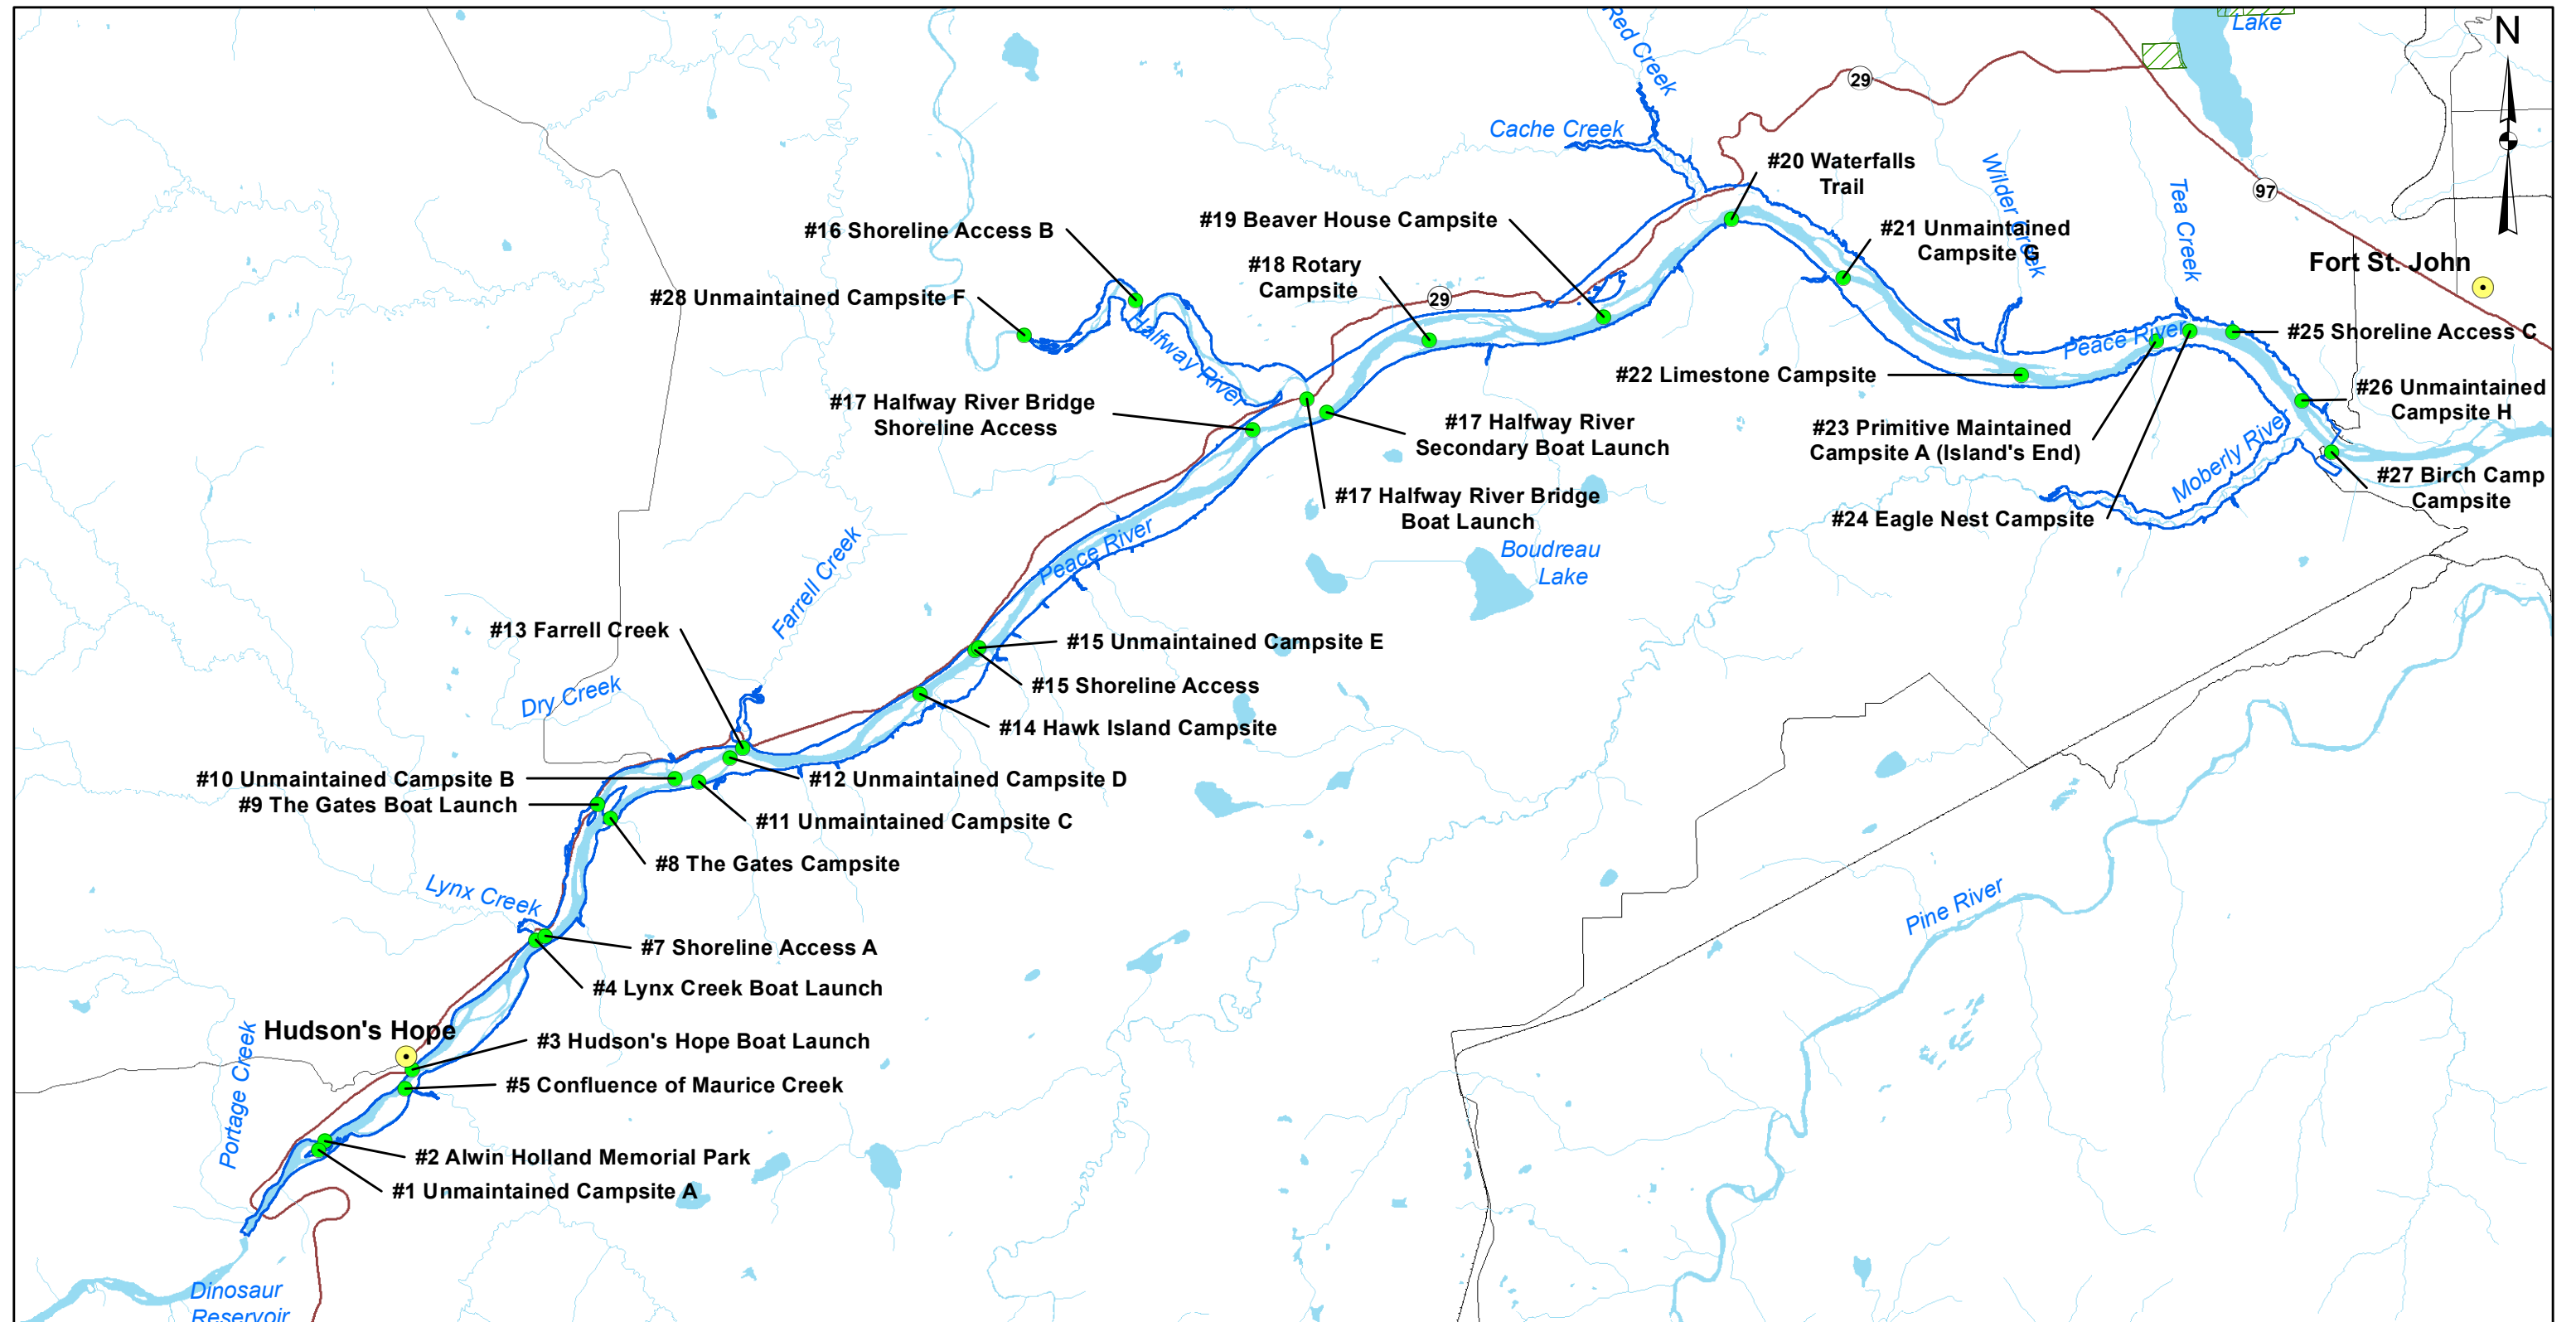 Red Creek
Lake
N
29
Cache Creek
#20 Waterfalls
Trail
Wilder Creek
Tea Creek
97
#16 Shoreline Access B
#19 Beaver House Campsite
#21 Unmaintained
Campsite G
#18 Rotary
Campsite
Fort St. John
#28 Unmaintained Campsite F
29
Halfway River
Peace River
#25 Shoreline Access C
#22 Limestone Campsite
#26 Unmaintained
Campsite H
#17 Halfway River Bridge
Shoreline Access
#17 Halfway River
Secondary Boat Launch
#23 Primitive Maintained
Campsite A (Island's End)
Moberly River
#27 Birch Camp
Campsite
#17 Halfway River Bridge
Boat Launch
#24 Eagle Nest Campsite
Peace River
Boudreau
Lake
Farrell Creek
#13 Farrell Creek
#15 Unmaintained Campsite E
#15 Shoreline Access
Dry Creek
#14 Hawk Island Campsite
#10 Unmaintained Campsite B
#12 Unmaintained Campsite D
#9 The Gates Boat Launch
#11 Unmaintained Campsite C
#8 The Gates Campsite
Lynx Creek
Pine River
#7 Shoreline Access A
#4 Lynx Creek Boat Launch
Hudson's Hope
#3 Hudson's Hope Boat Launch
#5 Confluence of Maurice Creek
Portage Creek
#2 Alwin Holland Memorial Park
#1 Unmaintained Campsite A
Dinosaur
Reservoir